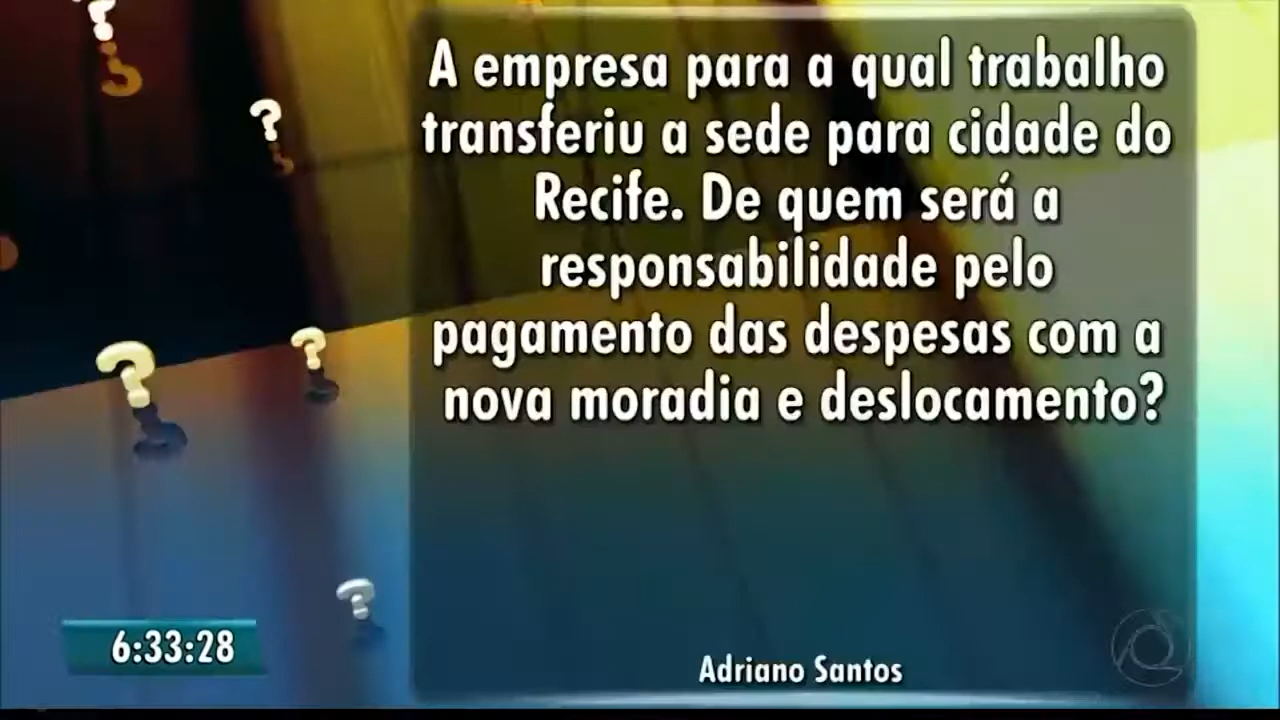 A empresa para a qual trabalho
transferiu a sede para cidade do
Recife. De quem será a
responsabilidade pelo
pagamento das despesas com a
nova moradia e deslocamento?
Adriano Santos
6:33:28